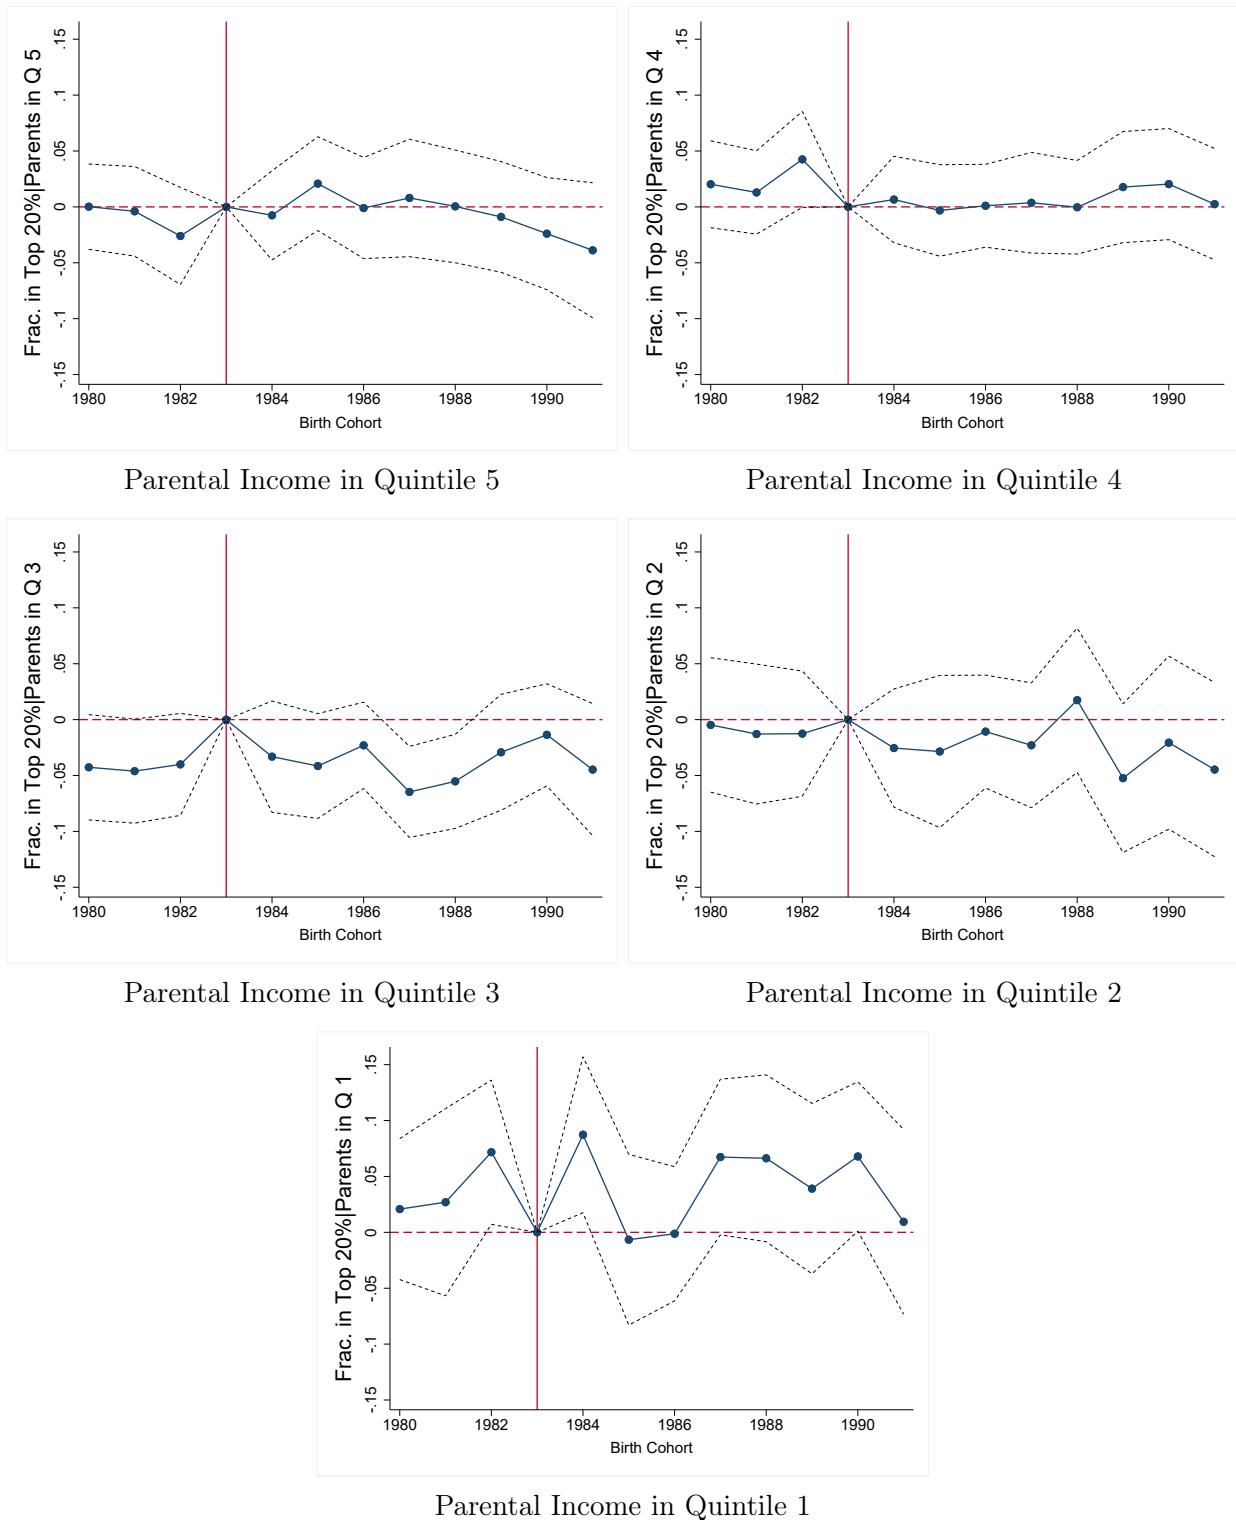 Frac. in Top 20%|Parents in Q 5
.15
.1
.05
0
-.05
-.1
-.15
1980 1982 1984 1986 1988 1990
Birth Cohort
Parental Income in Quintile 5
Frac. in Top 20%|Parents in Q 4
.15
.1
.05
0
-.05
-.1
-.15
1980 1982 1984 1986 1988 1990
Birth Cohort
Parental Income in Quintile 4
Frac. in Top 20%|Parents in Q 3
.15
.1
.05
0
-.05
-.1
-.15
1980 1982 1984 1986 1988 1990
Birth Cohort
Parental Income in Quintile 3
Frac. in Top 20%|Parents in Q 2
.15
.1
.05
0
-.05
-.1
-.15
1980 1982 1984 1986 1988 1990
Birth Cohort
Parental Income in Quintile 2
Frac. in Top 20%|Parents in Q 1
.15
.1
.05
0
-.05
-.1
-.15
1980 1982 1984 1986 1988 1990
Birth Cohort
Parental Income in Quintile 1